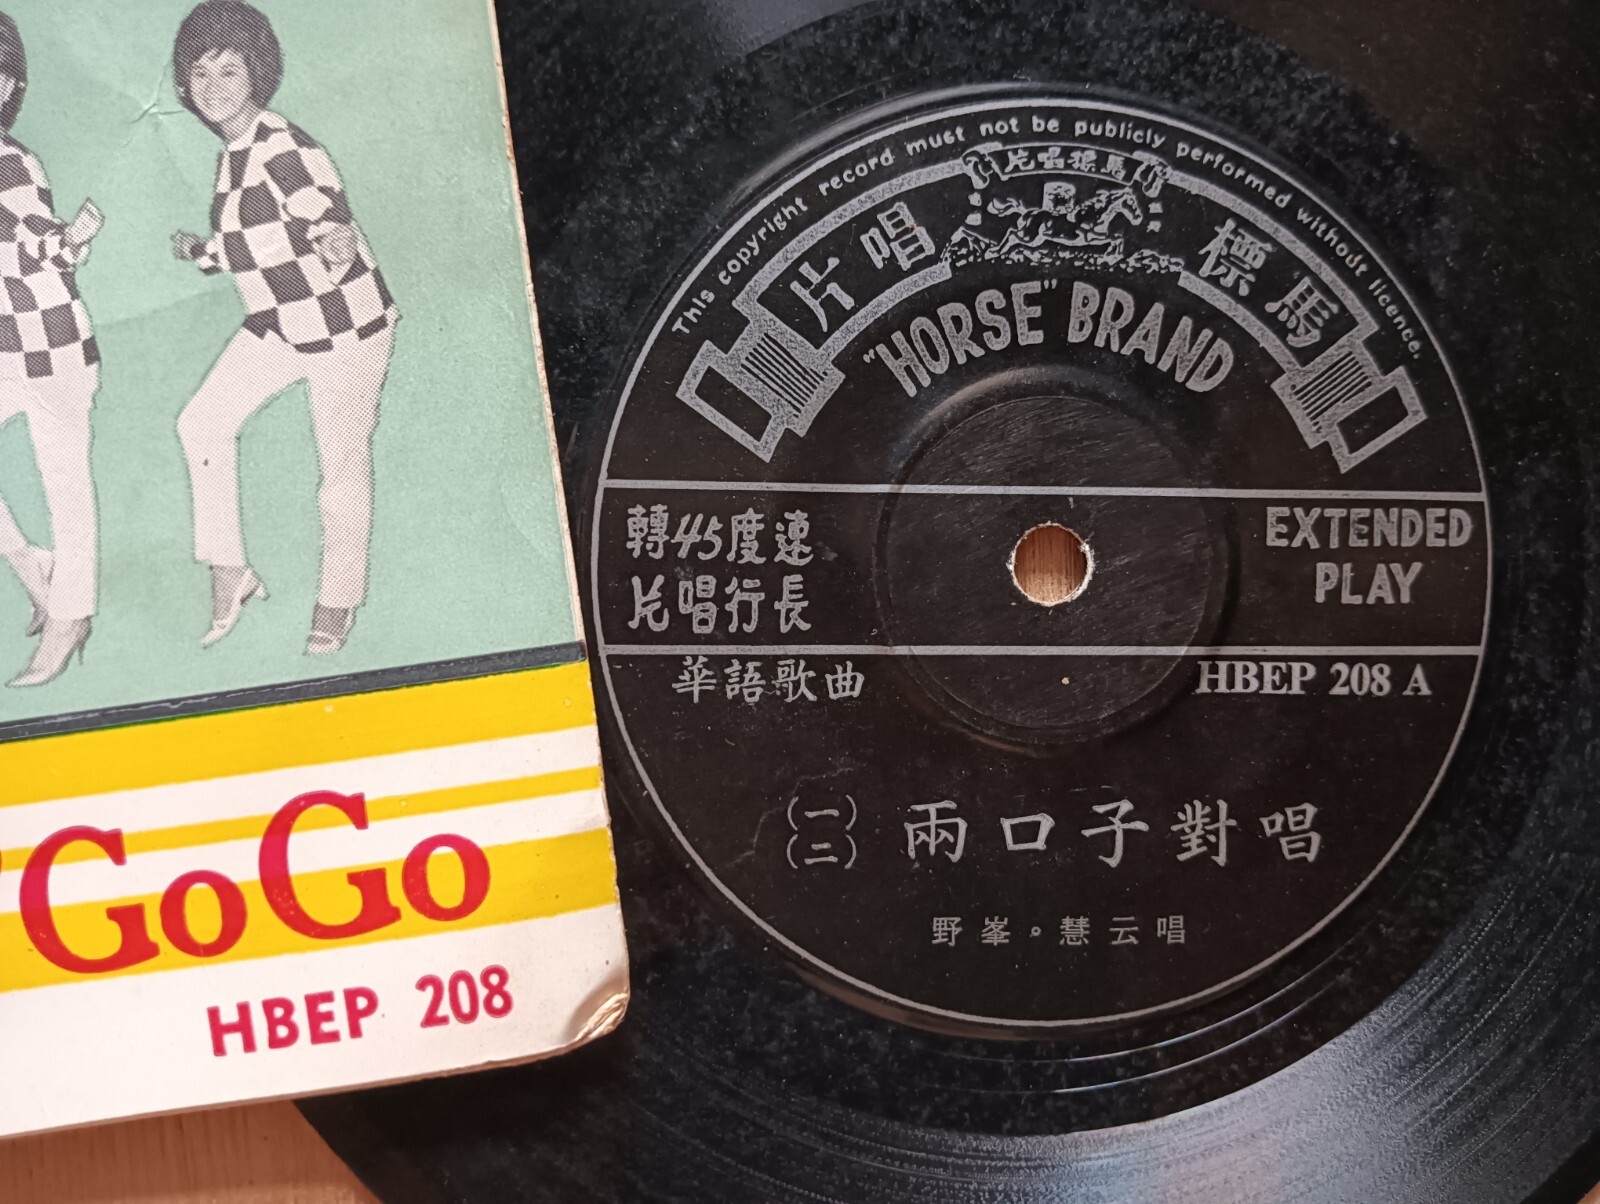 GoGo
HBEP 208
This copyright record must not be publicly performed without licence.
片唱標馬
片唱標馬
"HORSE" BRAND
轉45度速
片唱行長
EXTENDED
PLAY
華語歌曲
HBEP 208 A
(一)
(二)
兩口子對唱
野峯。慧云唱